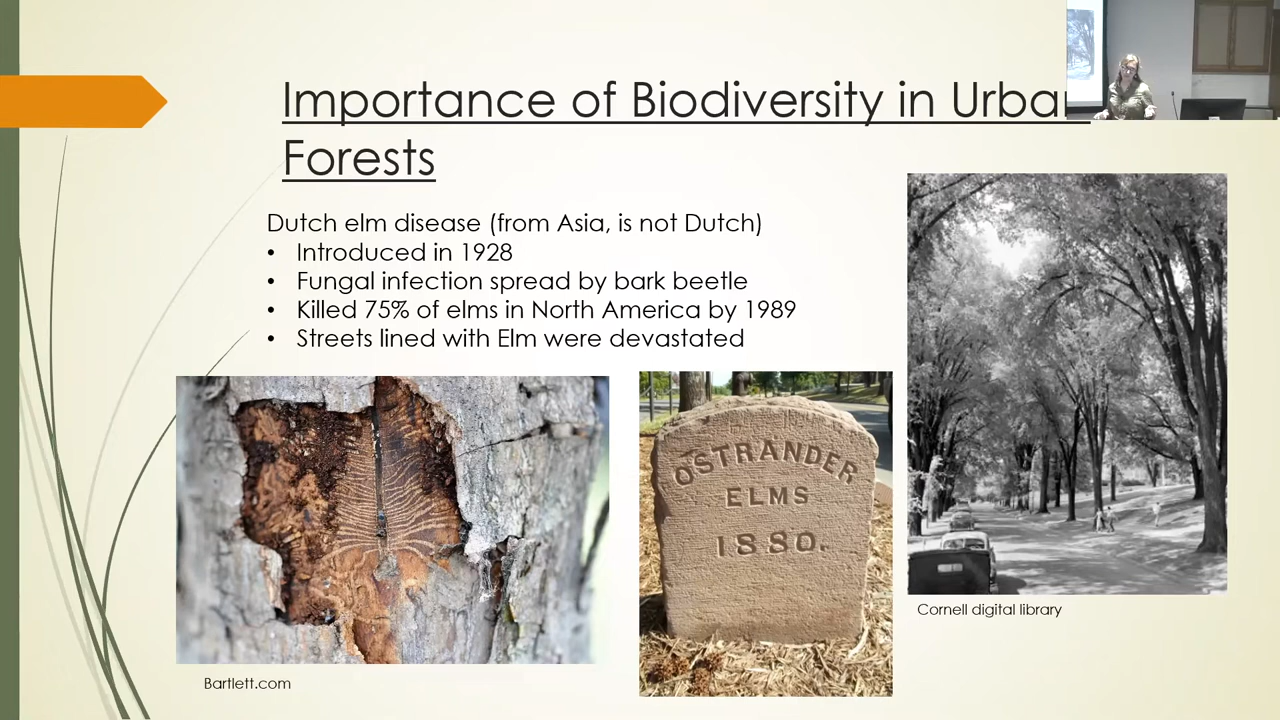 Importance of Biodiversity in Urban
Forests
Dutch elm disease (from Asia, is not Dutch)
• Introduced in 1928
• Fungal infection spread by bark beetle
• Killed 75% of elms in North America by 1989
• Streets lined with Elm were devastated
OSTRANDER
ELMS
1880.
Cornell digital library
Bartlett.com